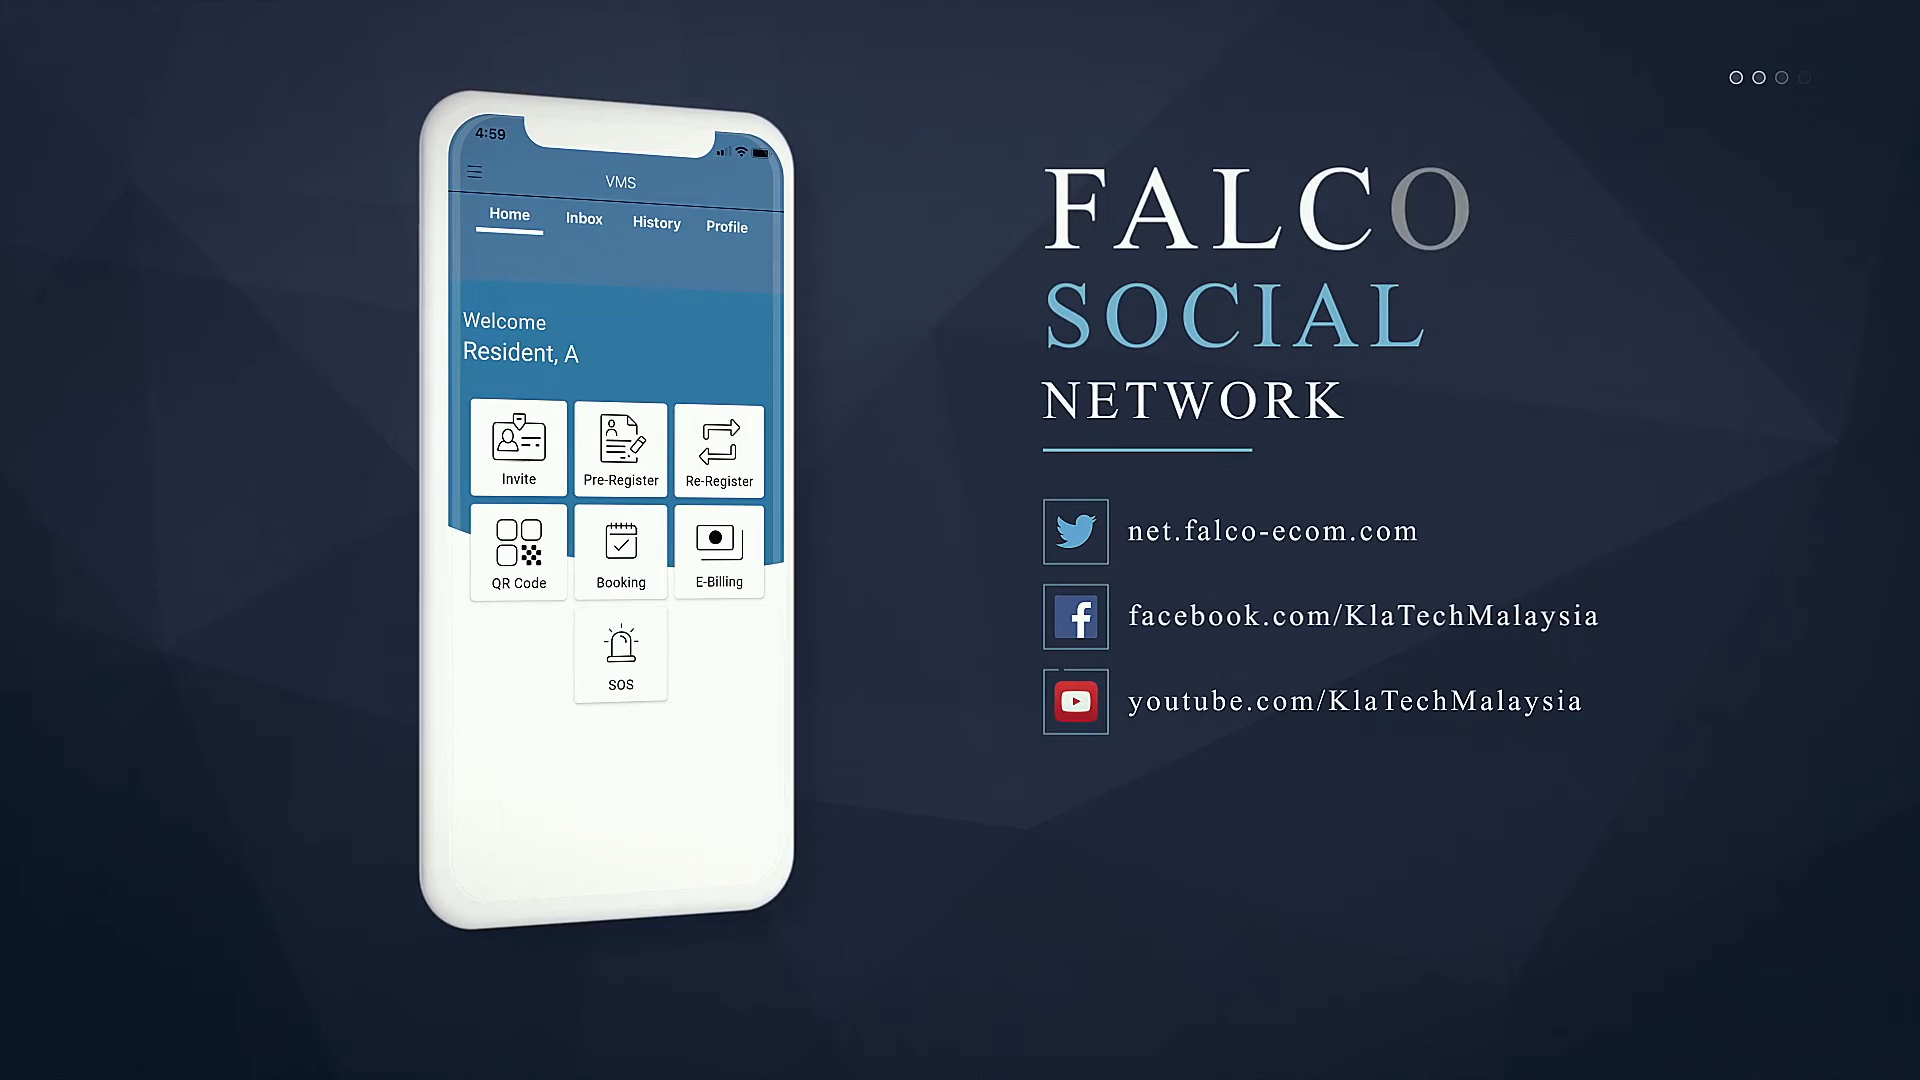 4:59
VMS
Home Inbox History Profile
Welcome
Resident, A
Invite Pre-Register Re-Register
QR Code Booking E-Billing
SOS
FALCO
SOCIAL
NETWORK
net.falco-ecom.com
facebook.com/KlaTechMalaysia
youtube.com/KlaTechMalaysia